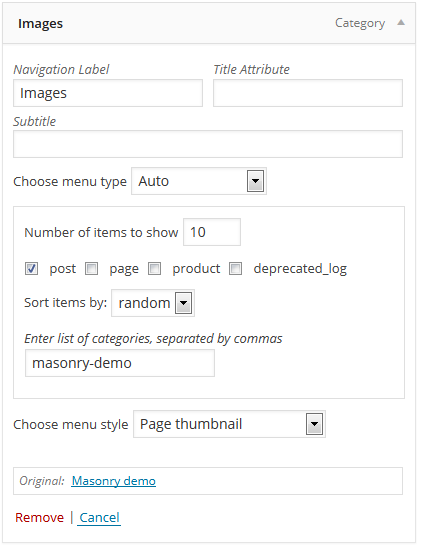 Images Category
Navigation Label Title Attribute
Images
Subtitle
Choose menu type Auto
Number of items to show 10
post page product deprecated_log
Sort items by: random
Enter list of categories, separated by commas
masonry-demo
Choose menu style Page thumbnail
Original: Masonry demo
Remove | Cancel